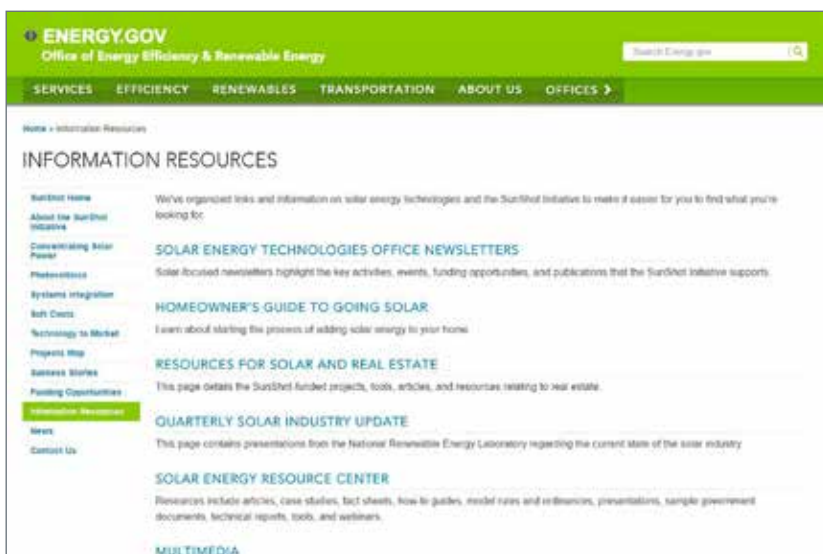 ENERGY.GOV
Office of Energy Efficiency & Renewable Energy
Search Energy.gov
SERVICES EFFICIENCY RENEWABLES TRANSPORTATION ABOUT US OFFICES
Home » Information Resources
INFORMATION RESOURCES
SunShot Home
About the SunShot
Initiative
Concentrating Solar
Power
Photovoltaics
Systems Integration
Soft Costs
Technology to Market
Projects Map
Success Stories
Funding Opportunities
Information Resources
News
Contact Us
We've organized links and information on solar energy technologies and the SunShot Initiative to make it easier for you to find what you're
looking for.
SOLAR ENERGY TECHNOLOGIES OFFICE NEWSLETTERS
Solar-focused newsletters highlight the key activities, events, funding opportunities, and publications that the SunShot Initiative supports.
HOMEOWNER'S GUIDE TO GOING SOLAR
Learn about starting the process of adding solar energy to your home.
RESOURCES FOR SOLAR AND REAL ESTATE
This page details the SunShot-funded projects, tools, articles, and resources relating to real estate.
QUARTERLY SOLAR INDUSTRY UPDATE
This page contains presentations from the National Renewable Energy Laboratory regarding the current state of the solar industry.
SOLAR ENERGY RESOURCE CENTER
Resources include articles, case studies, fact sheets, how-to guides, model rules and ordinances, presentations, sample government
documents, technical reports, tools, and webinars.
MULTIMEDIA